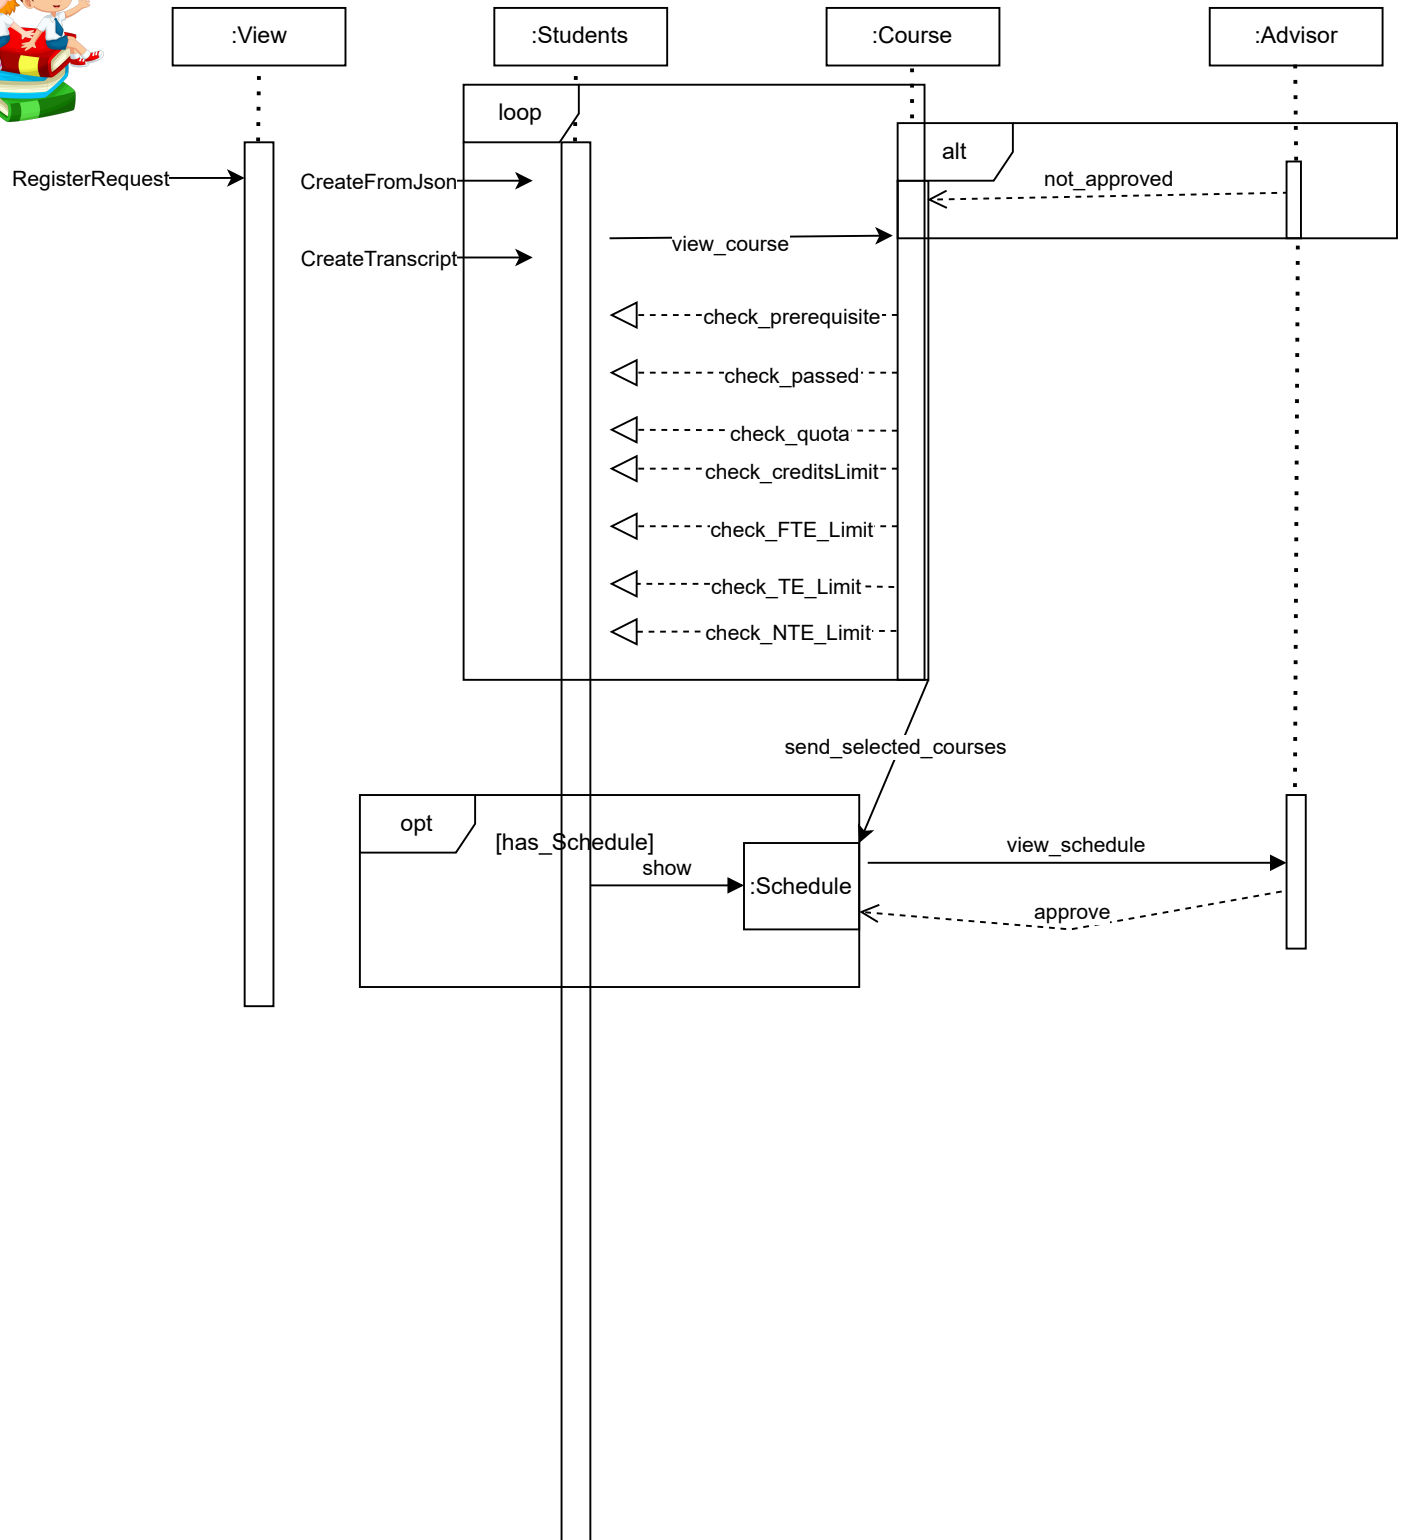 :View
:Students
:Course
:Advisor
loop
alt
RegisterRequest
CreateFromJson
not_approved
view_course
CreateTranscript
check_prerequisite
check_passed
check_quota
check_creditsLimit
check_FTE_Limit
check_TE_Limit
check_NTE_Limit
send_selected_courses
opt
[has_Schedule]
view_schedule
show
:Schedule
approve